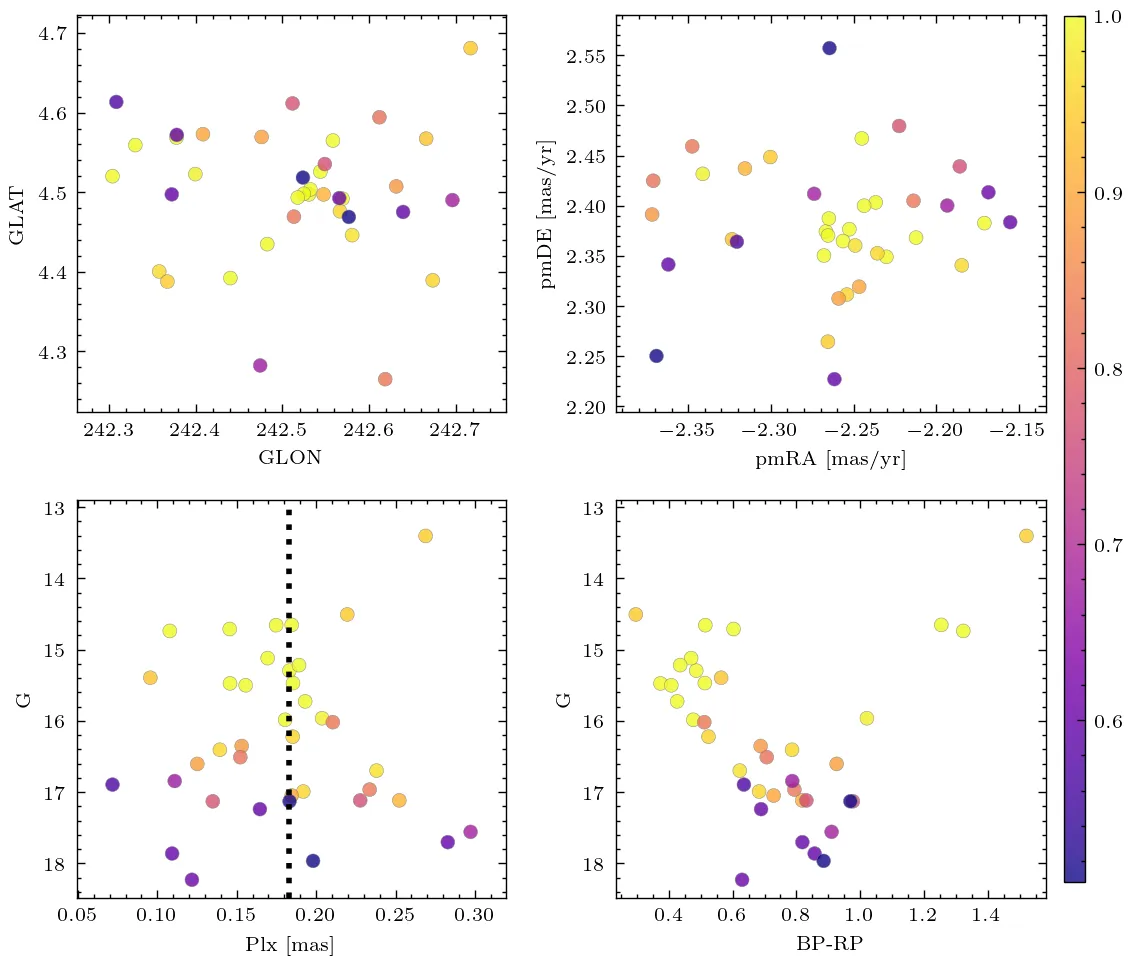 4.7
4.6
4.5
4.4
4.3
GLAT
242.3 242.4 242.5 242.6 242.7
GLON
2.55
2.50
2.45
2.40
2.35
2.30
2.25
2.20
pmDE [mas/yr]
−2.35 −2.30 −2.25 −2.20 −2.15
pmRA [mas/yr]
1.0
0.9
0.8
0.7
0.6
13
14
15
16
17
18
G
0.05 0.10 0.15 0.20 0.25 0.30
Plx [mas]
13
14
15
16
17
18
G
0.4 0.6 0.8 1.0 1.2 1.4
BP-RP